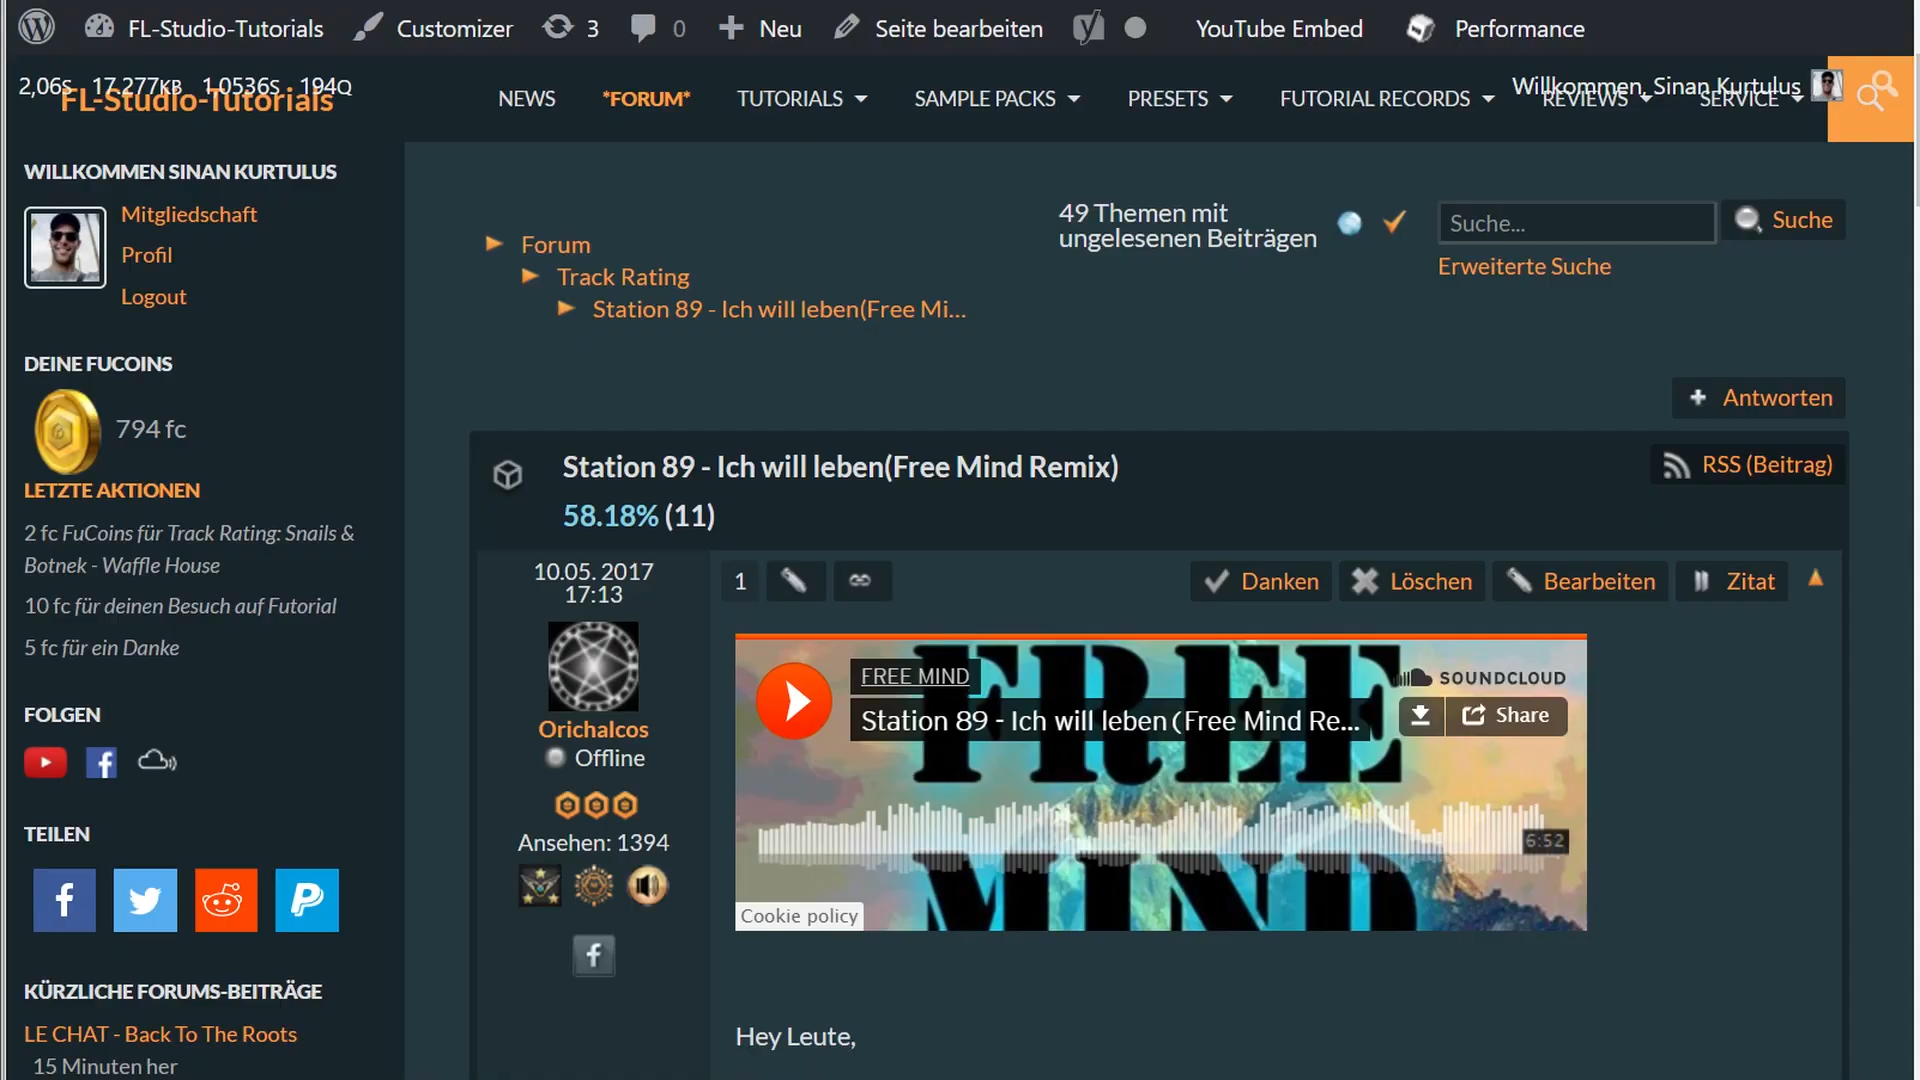 FL-Studio-Tutorials Customizer 3 0 Neu Seite bearbeiten YouTube Embed Performance
2,06S 17.277KB 1.0536S 194Q
Willkommen, Sinan Kurtulus
FL-Studio-Tutorials
NEWS *FORUM* TUTORIALS SAMPLE PACKS PRESETS FUTORIAL RECORDS REVIEWS SERVICE
WILLKOMMEN SINAN KURTULUS
Mitgliedschaft
Profil
Logout
DEINE FUCOINS
794 fc
LETZTE AKTIONEN
2 fc FuCoins für Track Rating: Snails &
Botnek - Waffle House
10 fc für deinen Besuch auf Futorial
5 fc für ein Danke
FOLGEN
TEILEN
KÜRZLICHE FORUMS-BEITRÄGE
LE CHAT - Back To The Roots
15 Minuten her
Forum
Track Rating
Station 89 - Ich will leben(Free Mi...
49 Themen mit
ungelesenen Beiträgen
Suche...
Suche
Erweiterte Suche
Antworten
Station 89 - Ich will leben(Free Mind Remix)
58.18% (11)
RSS (Beitrag)
10.05. 2017
17:13
Orichalcos
Offline
Ansehen: 1394
1
Danken Löschen Bearbeiten Zitat
FREE MIND
Station 89 - Ich will leben (Free Mind Re...
SOUNDCLOUD
Share
FREE
6:52
MIND
Cookie policy
Hey Leute,